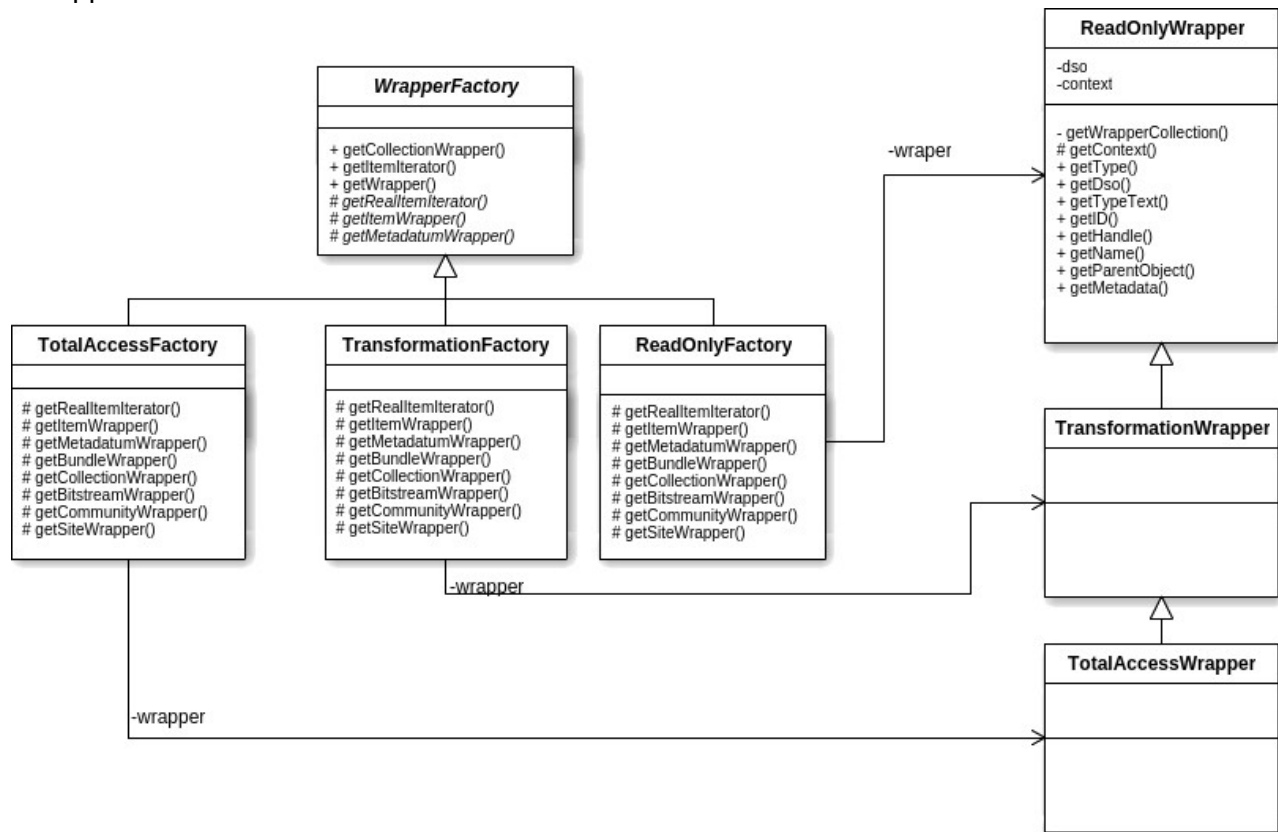 WrapperFactory
+ getCollectionWrapper()
+ getItemIterator()
+ getWrapper()
# getRealItemIterator()
# getItemWrapper()
# getMetadatumWrapper()
ReadOnlyWrapper
-dso
-context
- getWrapperCollection()
# getContext()
+ getType()
+ getDso()
+ getTypeText()
+ getID()
+ getHandle()
+ getName()
+ getParentObject()
+ getMetadata()
-wraper
TotalAccessFactory
# getRealItemIterator()
# getItemWrapper()
# getMetadatumWrapper()
# getBundleWrapper()
# getCollectionWrapper()
# getBitstreamWrapper()
# getCommunityWrapper()
# getSiteWrapper()
TransformationFactory
# getRealItemIterator()
# getItemWrapper()
# getMetadatumWrapper()
# getBundleWrapper()
# getCollectionWrapper()
# getBitstreamWrapper()
# getCommunityWrapper()
# getSiteWrapper()
ReadOnlyFactory
# getRealItemIterator()
# getItemWrapper()
# getMetadatumWrapper()
# getBundleWrapper()
# getCollectionWrapper()
# getBitstreamWrapper()
# getCommunityWrapper()
# getSiteWrapper()
TransformationWrapper
-wrapper
TotalAccessWrapper
-wrapper